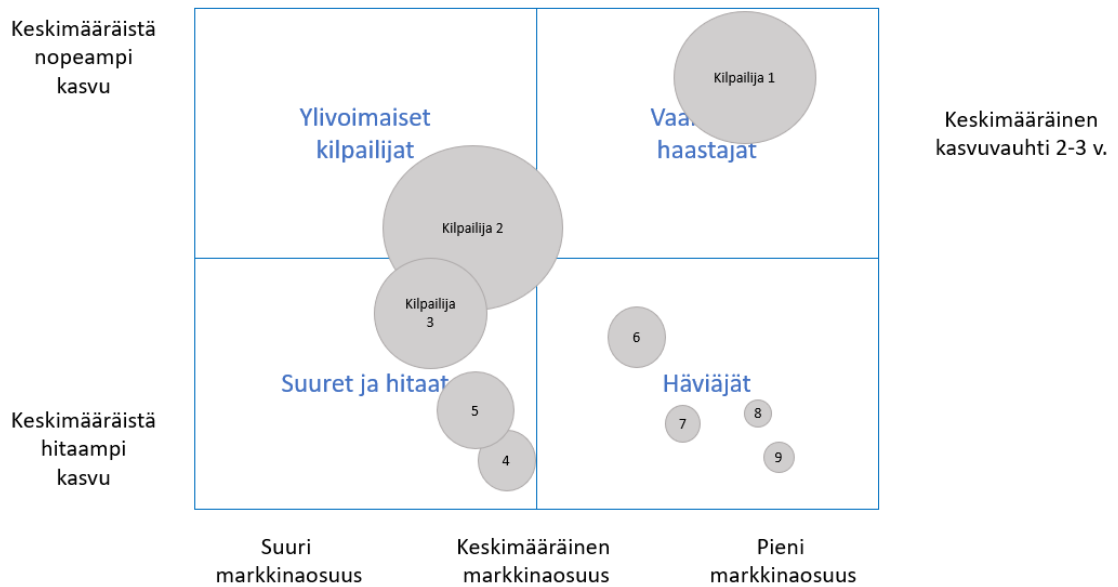 Keskimääräistä
nopeampi
kasvu
Kilpailija 1
Ylivoimaiset
kilpailijat
haastajat
Keskimääräinen
kasvuvauhti 2-3 v.
Kilpailija 2
Kilpailija
3
6
Suuret ja hitaat
Häviäjät
5
4
7
8
9
Keskimääräistä
hitaampi
kasvu
Suuri
markkinaosuus
Keskimääräinen
markkinaosuus
Pieni
markkinaosuus